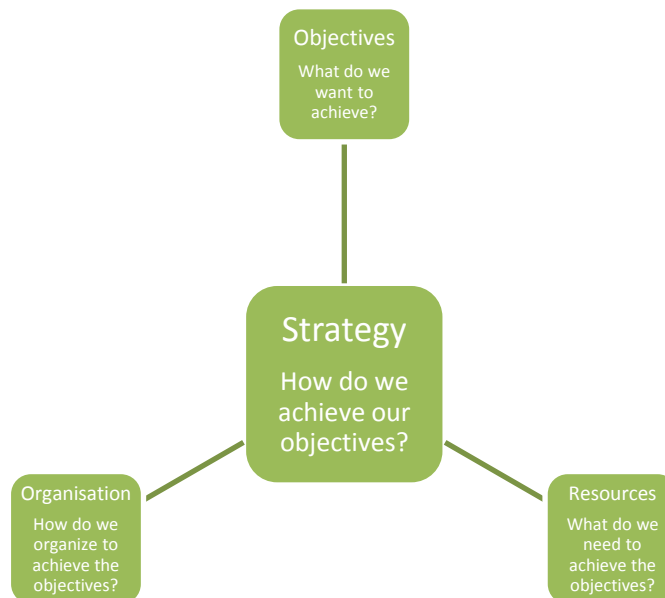 Objectives
What do we
want to
achieve?
Strategy
How do we
achieve our
objectives?
Organisation
How do we
organize to
achieve the
objectives?
Resources
What do we
need to
achieve the
objectives?